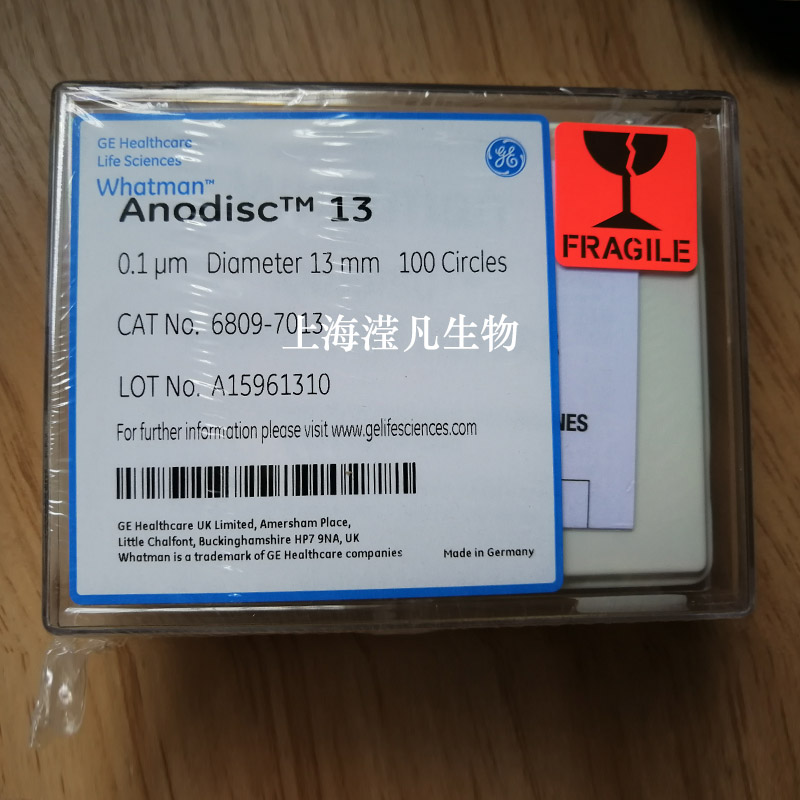 GE Healthcare
Life Sciences
Whatman™
Anodisc™ 13
0.1 µm Diameter 13 mm 100 Circles
CAT No. 6809-7013
上海滢凡生物
LOT No. A15961310
For further information please visit www.gelifesciences.com
GE Healthcare UK Limited, Amersham Place,
Little Chalfont, Buckinghamshire HP7 9NA, UK
Whatman is a trademark of GE Healthcare companies
Made in Germany
GE
FRAGILE
NES